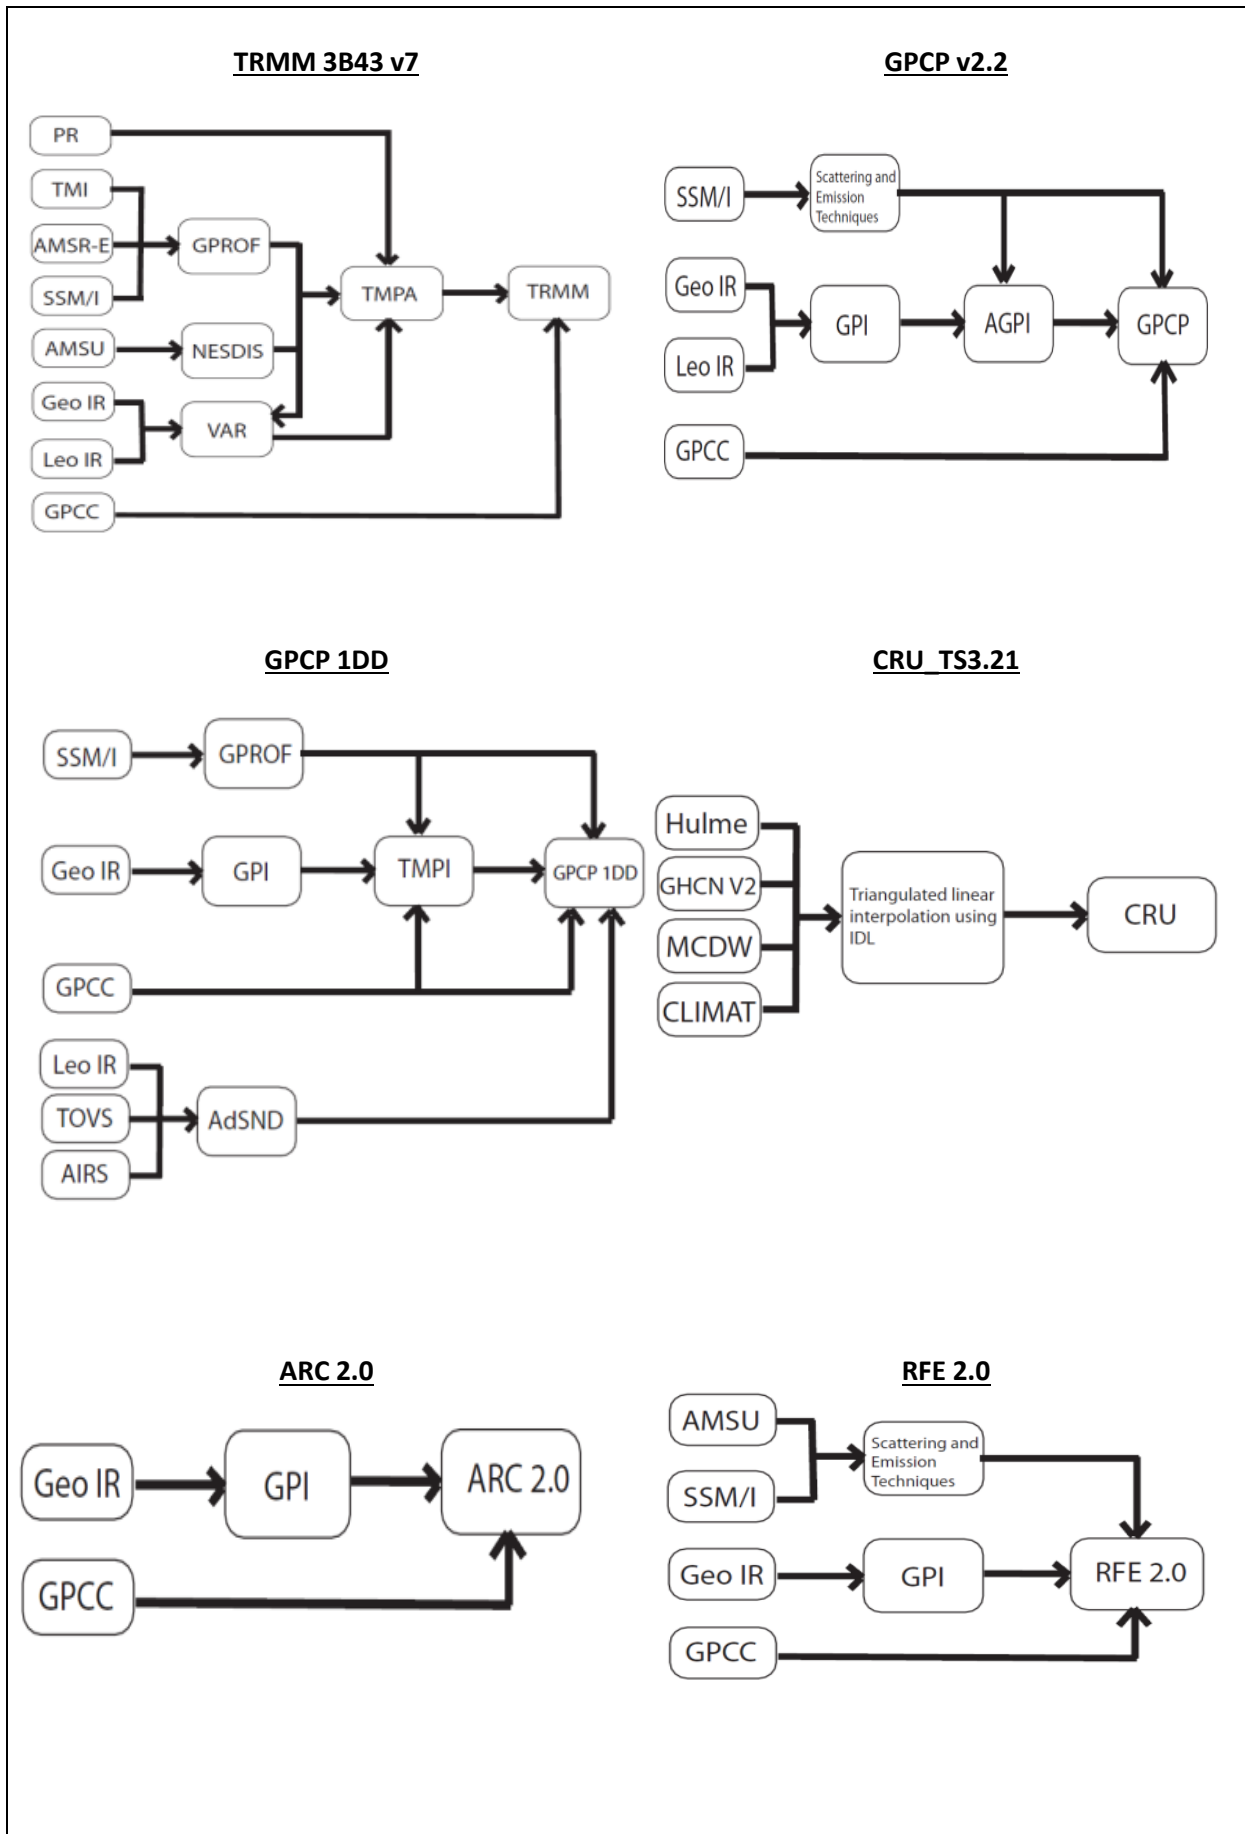 TRMM 3B43 v7
PR
TMI
AMSR-E
SSM/I
AMSU
Geo IR
Leo IR
GPCC
GPROF
NESDIS
VAR
TMPA
TRMM
GPCP v2.2
SSM/I
Scattering and
Emission
Techniques
Geo IR
Leo IR
GPI
AGPI
GPCP
GPCC
GPCP 1DD
SSM/I
GPROF
Geo IR
GPI
TMPI
GPCP 1DD
GPCC
Leo IR
TOVS
AIRS
AdSND
CRU_TS3.21
Hulme
GHCN V2
MCDW
CLIMAT
Triangulated linear
interpolation using
IDL
CRU
ARC 2.0
Geo IR
GPI
ARC 2.0
GPCC
RFE 2.0
AMSU
SSM/I
Scattering and
Emission
Techniques
Geo IR
GPI
RFE 2.0
GPCC